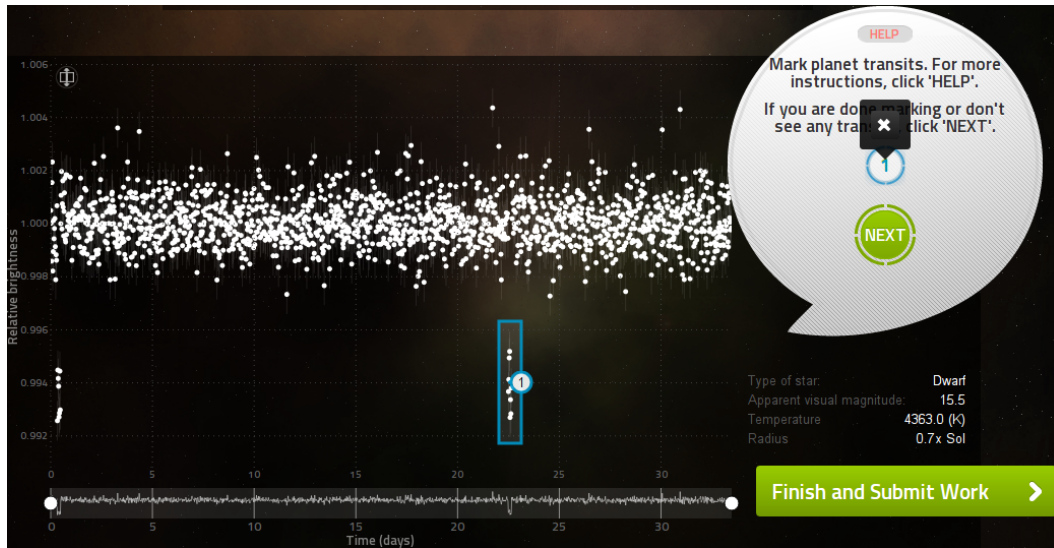 HELP
Mark planet transits. For more
instructions, click 'HELP'.
If you are done marking or don't
see any click 'NEXT'.
1
NEXT
1.006
1.004
1.002
1.000
0.998
0.996
0.994
0.992
Relative brightness
1
0 5 10 15 20 25 30
0 5 10 15 20 25 30
Time (days)
Type of star: Dwarf
Apparent visual magnitude: 15.5
Temperature 4363.0 (K)
Radius 0.7x Sol
Finish and Submit Work